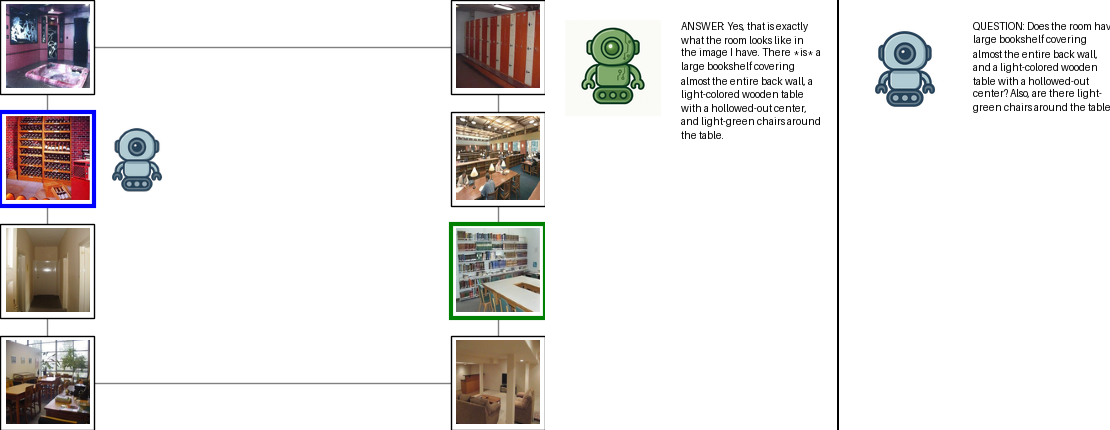 ANSWER: Yes, that is exactly
what the room looks like in
the image I have. There *is* a
large bookshelf covering
almost the entire back wall, a
light-colored wooden table
with a hollowed-out center,
and light-green chairs around
the table.
QUESTION: Does the room hav
large bookshelf covering
almost the entire back wall,
and a light-colored wooden
table with a hollowed-out
center? Also, are there light-
green chairs around the table